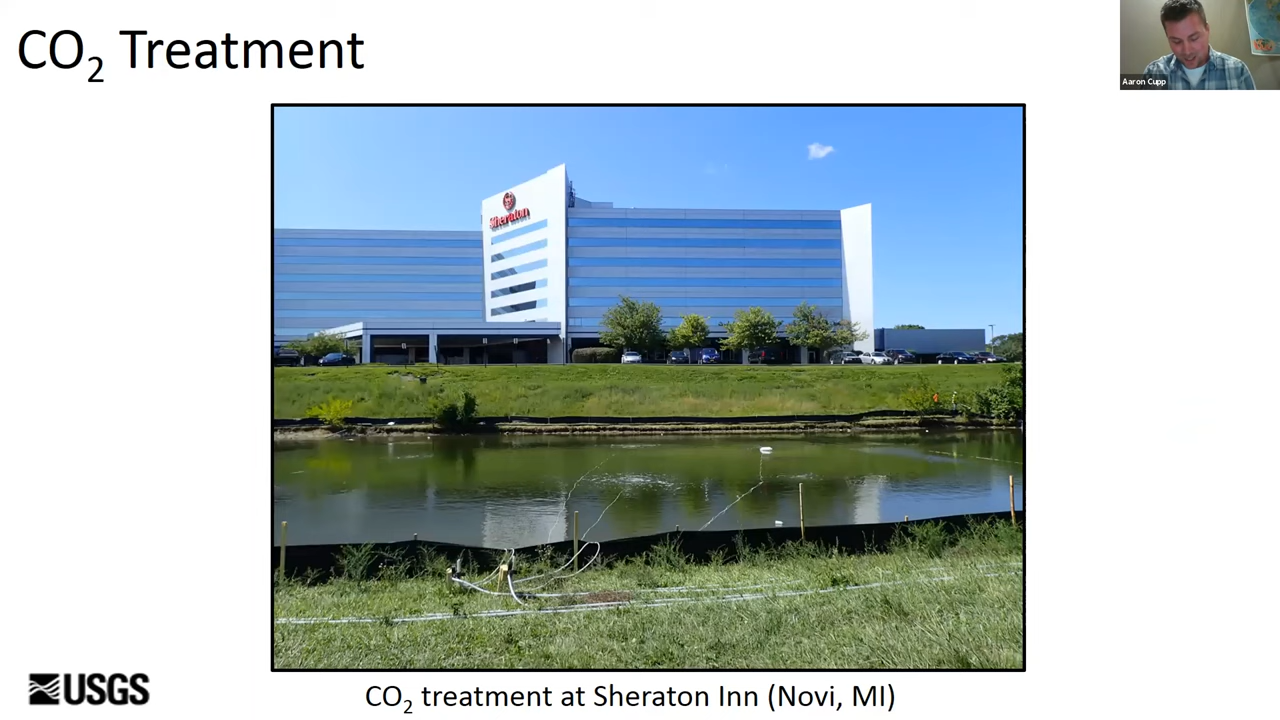 CO₂ Treatment
Aaron Cupp
Sheraton
USGS
CO₂ treatment at Sheraton Inn (Novi, MI)